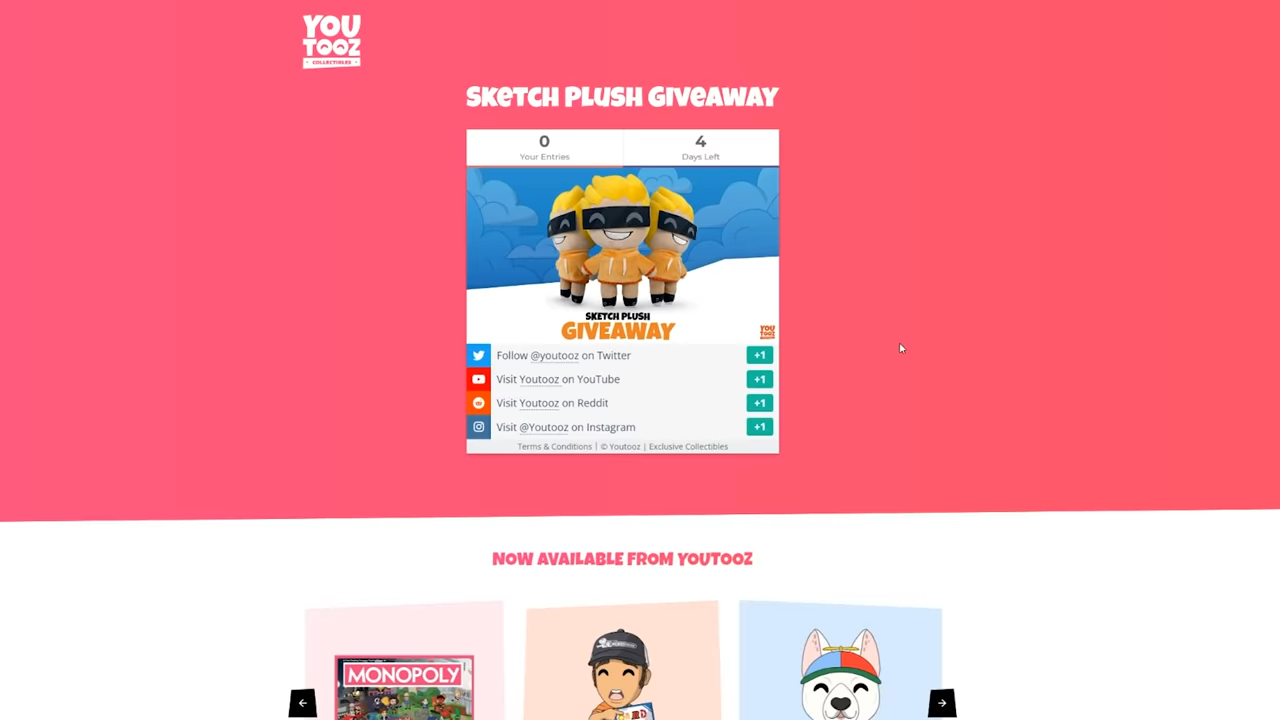 YOU
TOOZ
COLLECTIBLES
Sketch Plush Giveaway
0
Your Entries
4
Days Left
SKETCH PLUSH
GIVEAWAY
YOU
TOOZ
Follow @youtooz on Twitter
+1
Visit Youtooz on YouTube
+1
Visit Youtooz on Reddit
+1
Visit @Youtooz on Instagram
+1
Terms & Conditions | © Youtooz | Exclusive Collectibles
NOW AVAILABLE FROM YOUTOOZ
MONOPOLY